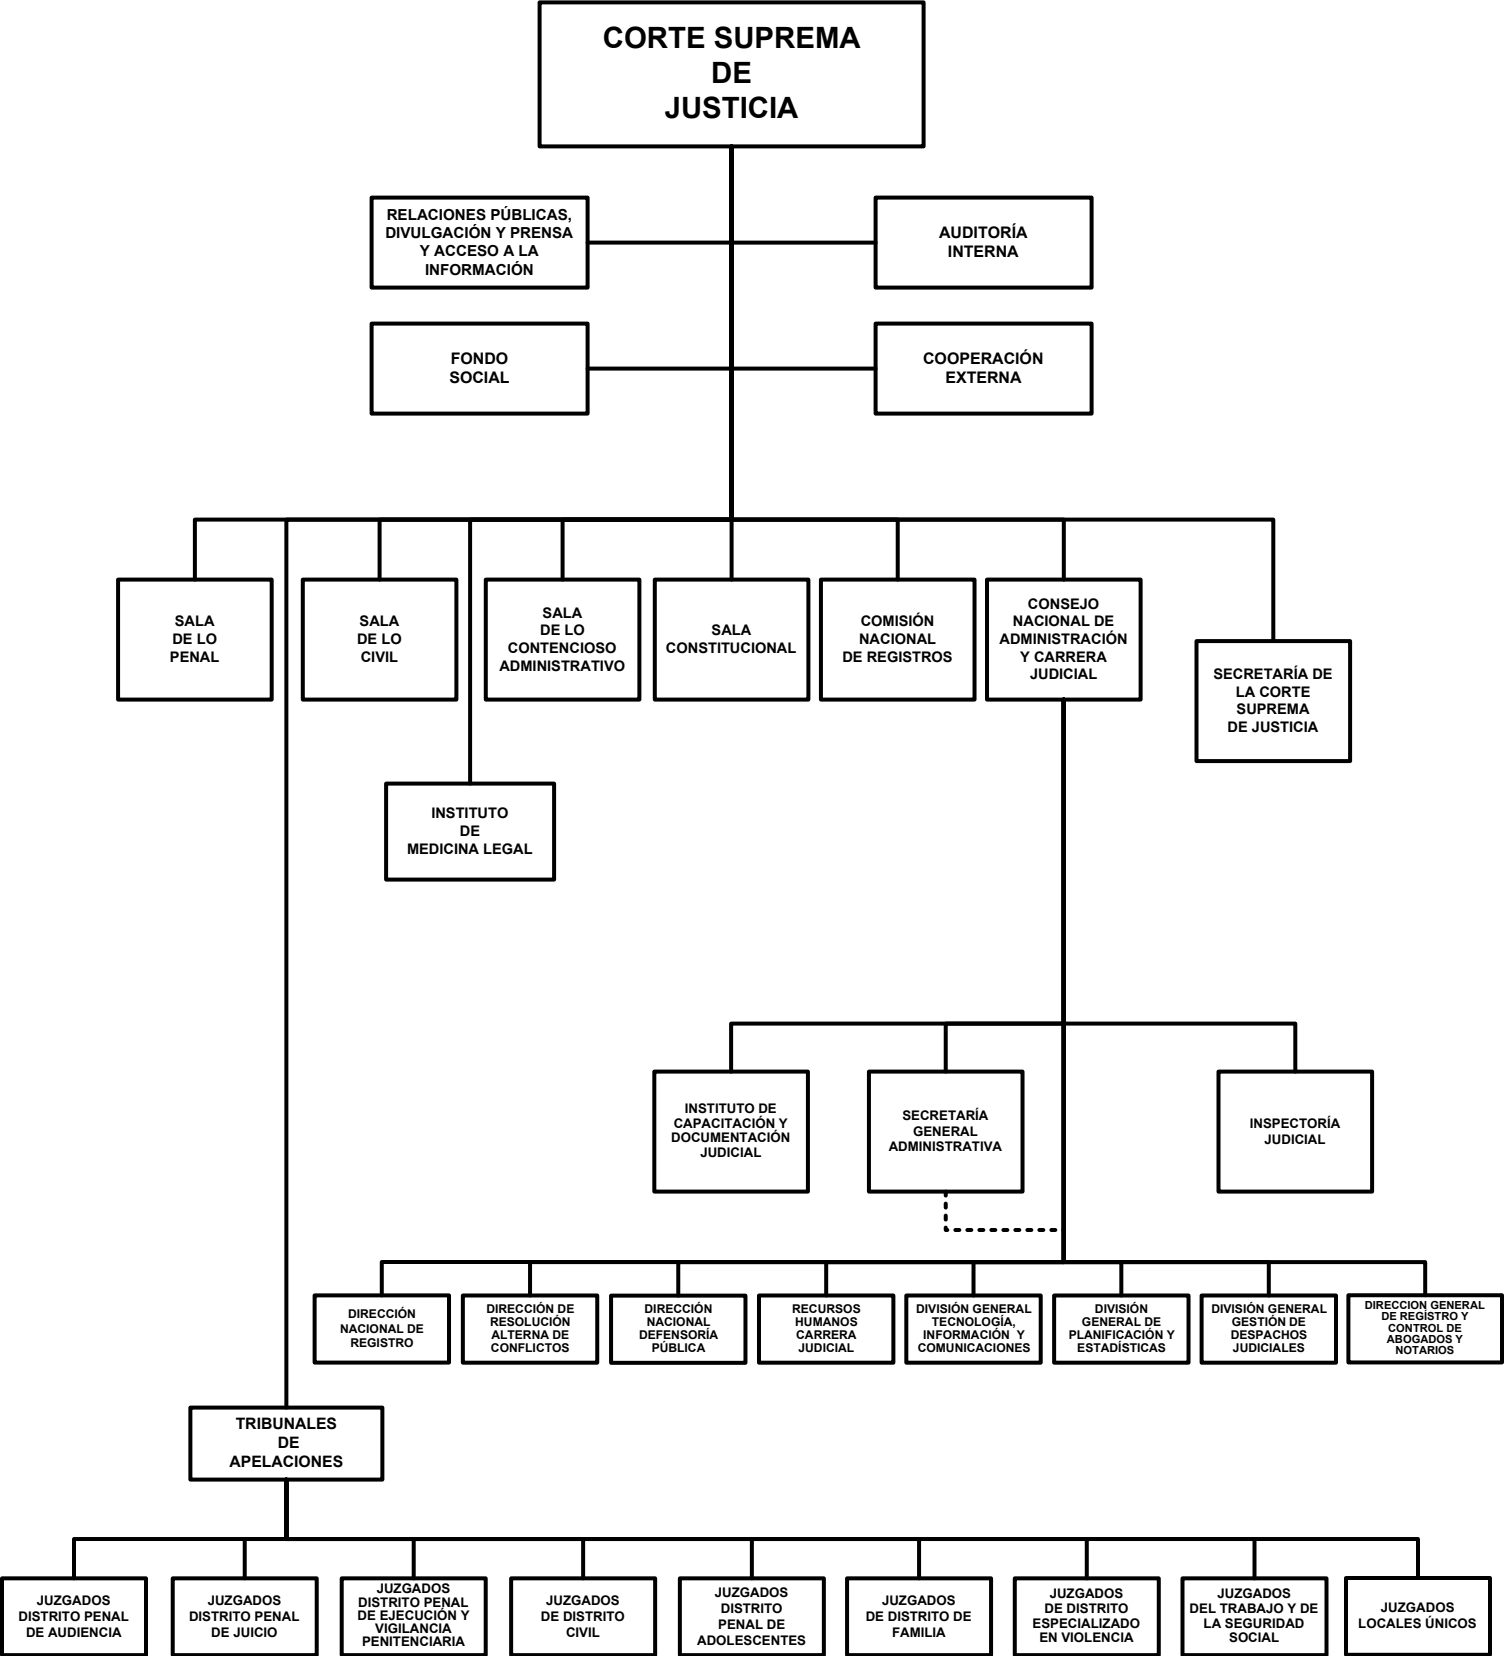 CORTE SUPREMA
DE
JUSTICIA
RELACIONES PÚBLICAS,
DIVULGACIÓN Y PRENSA
Y ACCESO A LA
INFORMACIÓN
AUDITORÍA
INTERNA
FONDO
SOCIAL
COOPERACIÓN
EXTERNA
SALA
DE LO
PENAL
SALA
DE LO
CIVIL
SALA
DE LO
CONTENCIOSO
ADMINISTRATIVO
SALA
CONSTITUCIONAL
COMISIÓN
NACIONAL
DE REGISTROS
CONSEJO
NACIONAL DE
ADMINISTRACIÓN
Y CARRERA
JUDICIAL
SECRETARÍA DE
LA CORTE
SUPREMA
DE JUSTICIA
INSTITUTO
DE
MEDICINA LEGAL
INSTITUTO DE
CAPACITACIÓN Y
DOCUMENTACIÓN
JUDICIAL
SECRETARÍA
GENERAL
ADMINISTRATIVA
INSPECTORÍA
JUDICIAL
DIRECCIÓN
NACIONAL DE
REGISTRO
DIRECCIÓN DE
RESOLUCIÓN
ALTERNA DE
CONFLICTOS
DIRECCIÓN
NACIONAL
DEFENSORÍA
PÚBLICA
RECURSOS
HUMANOS
CARRERA
JUDICIAL
DIVISIÓN GENERAL
TECNOLOGÍA,
INFORMACIÓN Y
COMUNICACIONES
DIVISIÓN
GENERAL DE
PLANIFICACIÓN Y
ESTADÍSTICAS
DIVISIÓN GENERAL
GESTIÓN DE
DESPACHOS
JUDICIALES
DIRECCION GENERAL
DE REGISTRO Y
CONTROL DE
ABOGADOS Y
NOTARIOS
TRIBUNALES
DE
APELACIONES
JUZGADOS
DISTRITO PENAL
DE AUDIENCIA
JUZGADOS
DISTRITO PENAL
DE JUICIO
JUZGADOS
DISTRITO PENAL
DE EJECUCIÓN Y
VIGILANCIA
PENITENCIARIA
JUZGADOS
DE DISTRITO
CIVIL
JUZGADOS
DISTRITO
PENAL DE
ADOLESCENTES
JUZGADOS
DE DISTRITO DE
FAMILIA
JUZGADOS
DE DISTRITO
ESPECIALIZADO
EN VIOLENCIA
JUZGADOS
DEL TRABAJO Y DE
LA SEGURIDAD
SOCIAL
JUZGADOS
LOCALES ÚNICOS